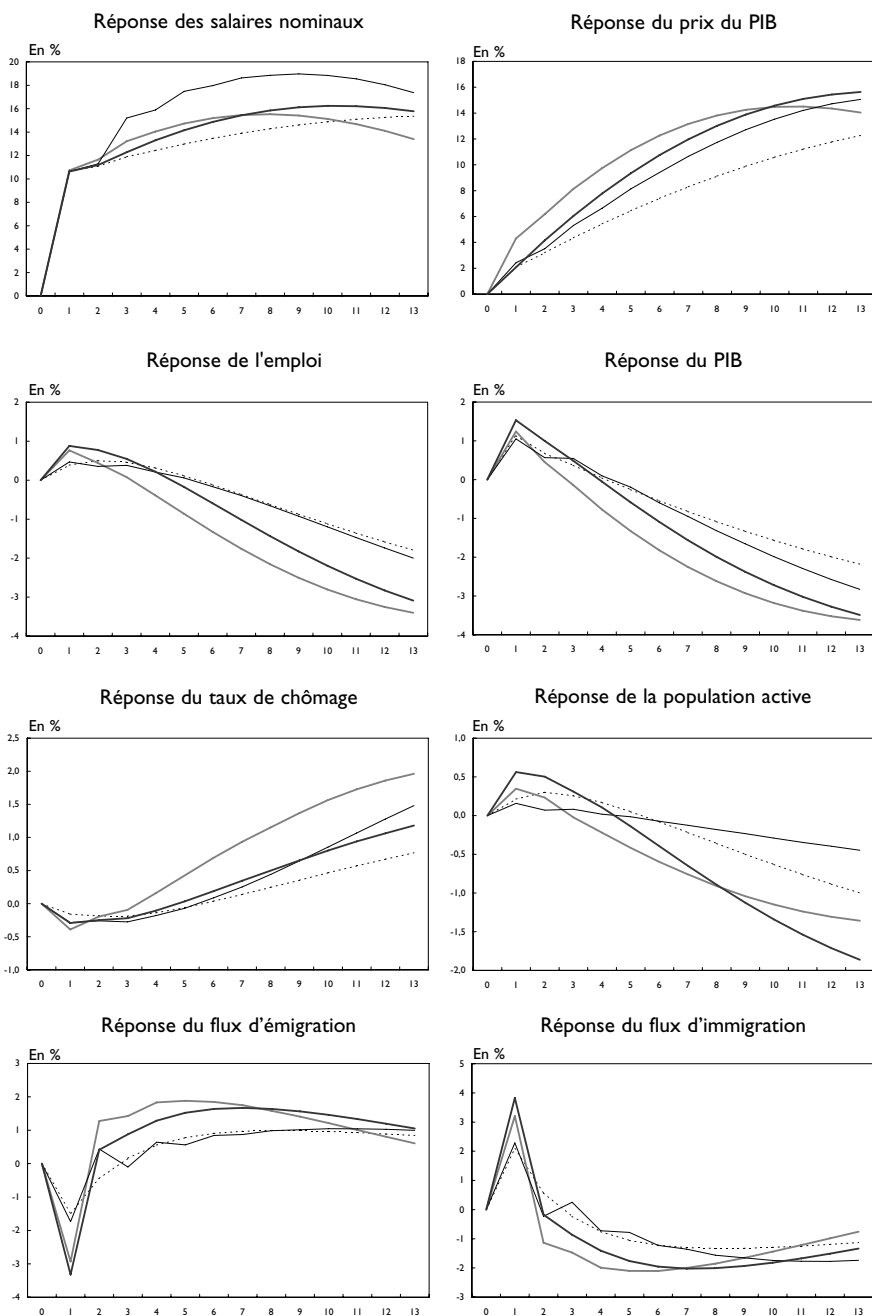 Réponse des salaires nominaux
En %
20
18
16
14
12
10
8
6
4
2
0
0 1 2 3 4 5 6 7 8 9 10 11 12 13
Réponse du prix du PIB
En %
18
16
14
12
10
8
6
4
2
0
0 1 2 3 4 5 6 7 8 9 10 11 12 13
Réponse de l'emploi
En %
2
1
0
-1
-2
-3
-4
0 1 2 3 4 5 6 7 8 9 10 11 12 13
Réponse du PIB
En %
2
1
0
-1
-2
-3
-4
0 1 2 3 4 5 6 7 8 9 10 11 12 13
Réponse du taux de chômage
En %
2,5
2,0
1,5
1,0
0,5
0,0
-0,5
-1,0
0 1 2 3 4 5 6 7 8 9 10 11 12 13
Réponse de la population active
En %
1,0
0,5
0,0
-0,5
-1,0
-1,5
-2,0
0 1 2 3 4 5 6 7 8 9 10 11 12 13
Réponse du flux d’émigration
En %
3
2
1
0
-1
-2
-3
-4
0 1 2 3 4 5 6 7 8 9 10 11 12 13
Réponse du flux d’immigration
En %
5
4
3
2
1
0
-1
-2
-3
0 1 2 3 4 5 6 7 8 9 10 11 12 13